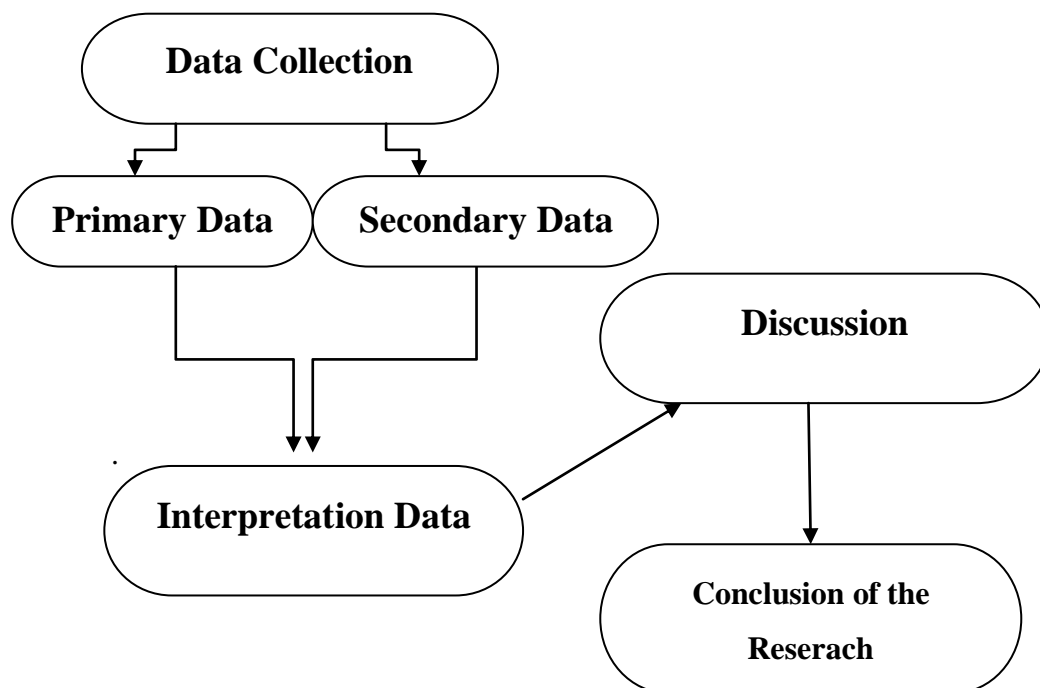 Data Collection
Primary Data
Secondary Data
Discussion
.
Interpretation Data
Conclusion of the
Reserach